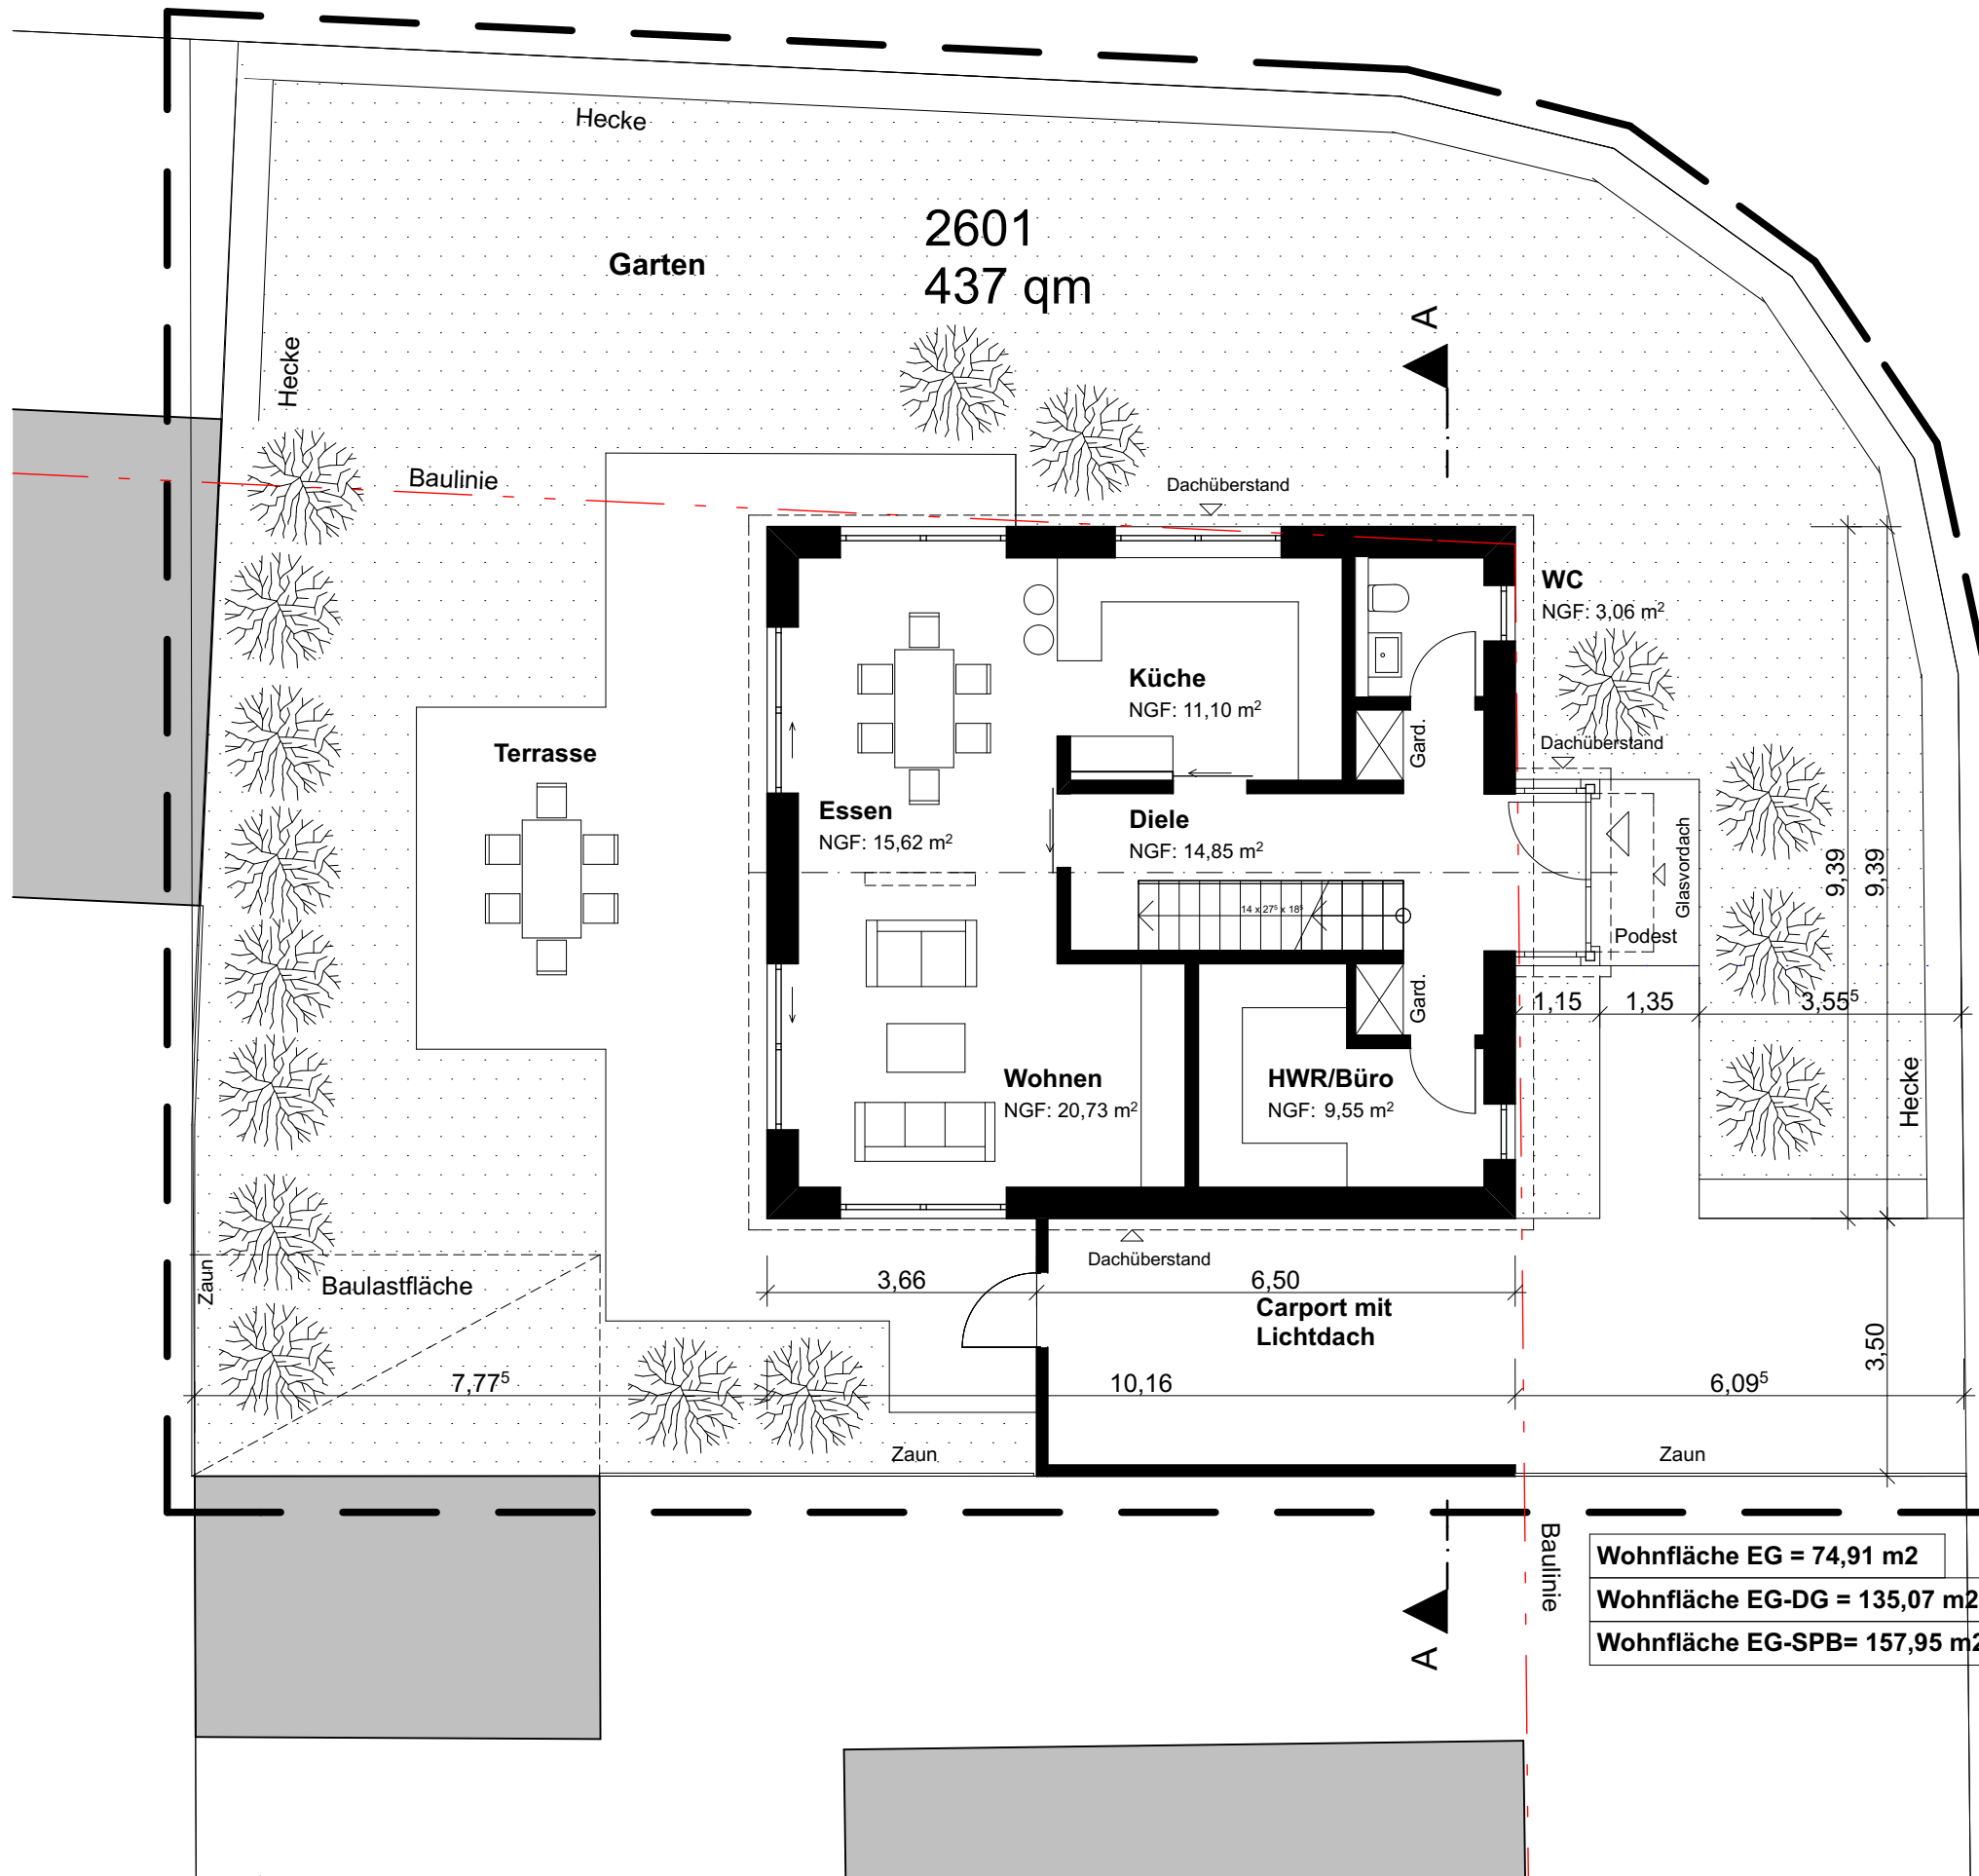 Hecke
2601
437 qm
Garten
A
Hecke
Baulinie
Dachüberstand
WC
NGF: 3,06 m²
Küche
NGF: 11,10 m²
Gard.
Dachüberstand
Terrasse
Essen
NGF: 15,62 m²
Diele
NGF: 14,85 m²
Glasvordach
9,39
9,39
14 x 27⁵ x 18⁵
Podest
Gard.
1,15
1,35
3,55⁵
Wohnen
NGF: 20,73 m²
HWR/Büro
NGF: 9,55 m²
Hecke
Zaun
Baulastfläche
Dachüberstand
3,66
6,50
Carport mit
Lichtdach
3,50
7,77⁵
10,16
6,09⁵
Zaun
Zaun
Baulinie
A
Wohnfläche EG = 74,91 m2
Wohnfläche EG-DG = 135,07 m2
Wohnfläche EG-SPB= 157,95 m2